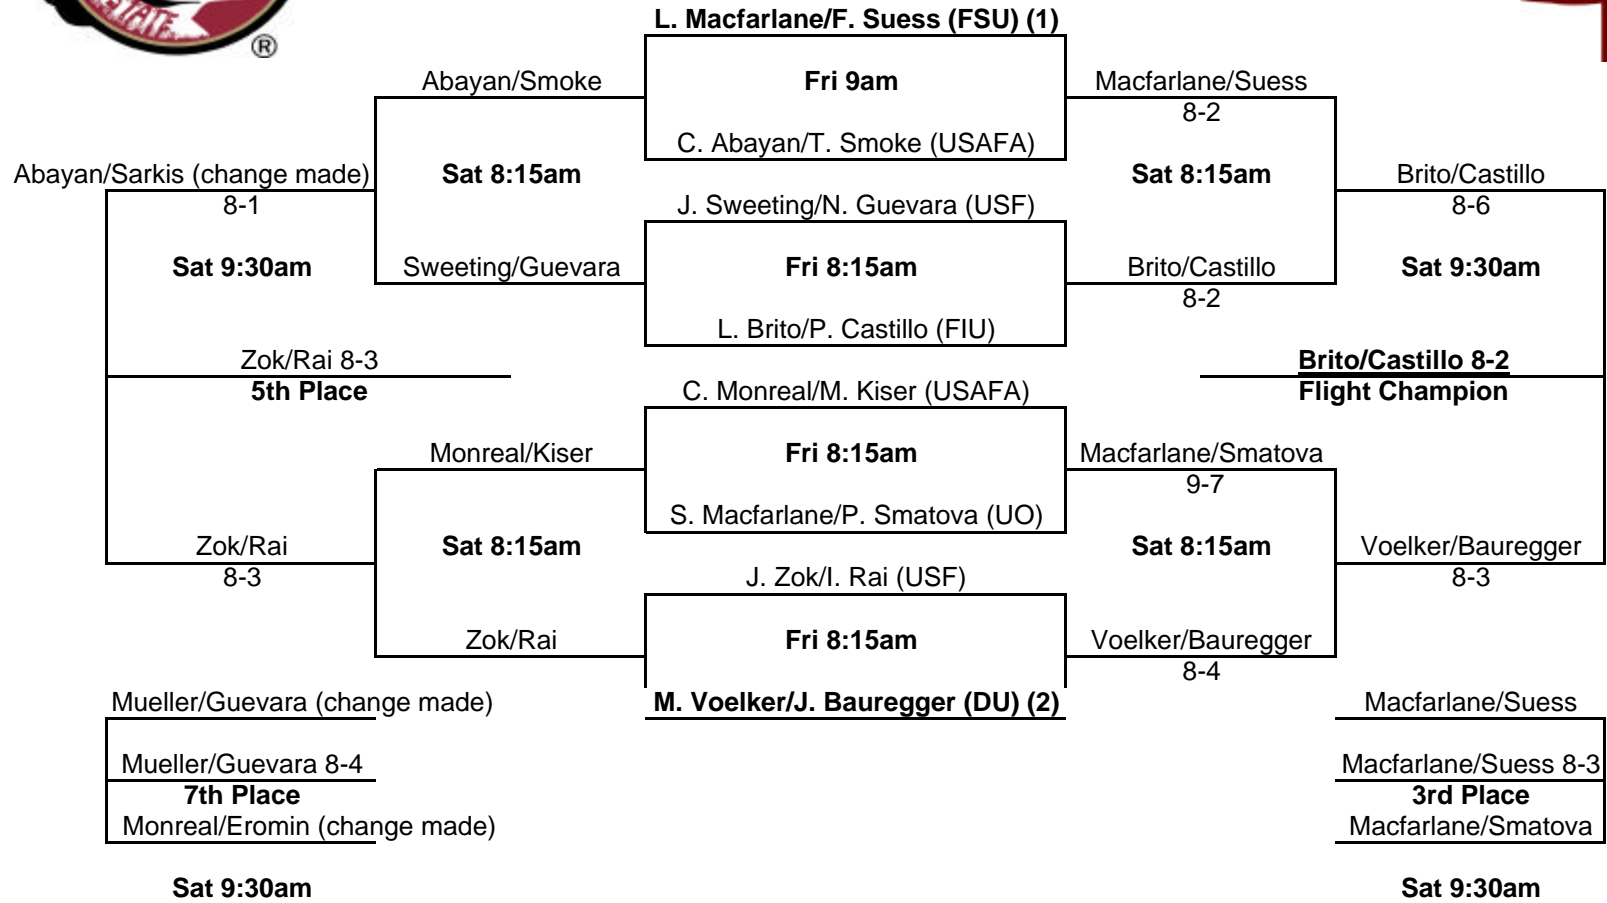 STATE
®
L. Macfarlane/F. Suess (FSU) (1)
Abayan/Smoke
Fri 9am
Macfarlane/Suess
8-2
C. Abayan/T. Smoke (USAFA)
Abayan/Sarkis (change made)
Sat 8:15am
Sat 8:15am
Brito/Castillo
8-1
J. Sweeting/N. Guevara (USF)
8-6
Sat 9:30am
Sweeting/Guevara
Fri 8:15am
Brito/Castillo
Sat 9:30am
8-2
L. Brito/P. Castillo (FIU)
Zok/Rai 8-3
Brito/Castillo 8-2
5th Place
C. Monreal/M. Kiser (USAFA)
Flight Champion
Monreal/Kiser
Fri 8:15am
Macfarlane/Smatova
9-7
S. Macfarlane/P. Smatova (UO)
Zok/Rai
Sat 8:15am
Sat 8:15am
Voelker/Bauregger
8-3
J. Zok/I. Rai (USF)
8-3
Zok/Rai
Fri 8:15am
Voelker/Bauregger
8-4
Mueller/Guevara (change made)
M. Voelker/J. Bauregger (DU) (2)
Macfarlane/Suess
Mueller/Guevara 8-4
Macfarlane/Suess 8-3
7th Place
3rd Place
Monreal/Eromin (change made)
Macfarlane/Smatova
Sat 9:30am
Sat 9:30am